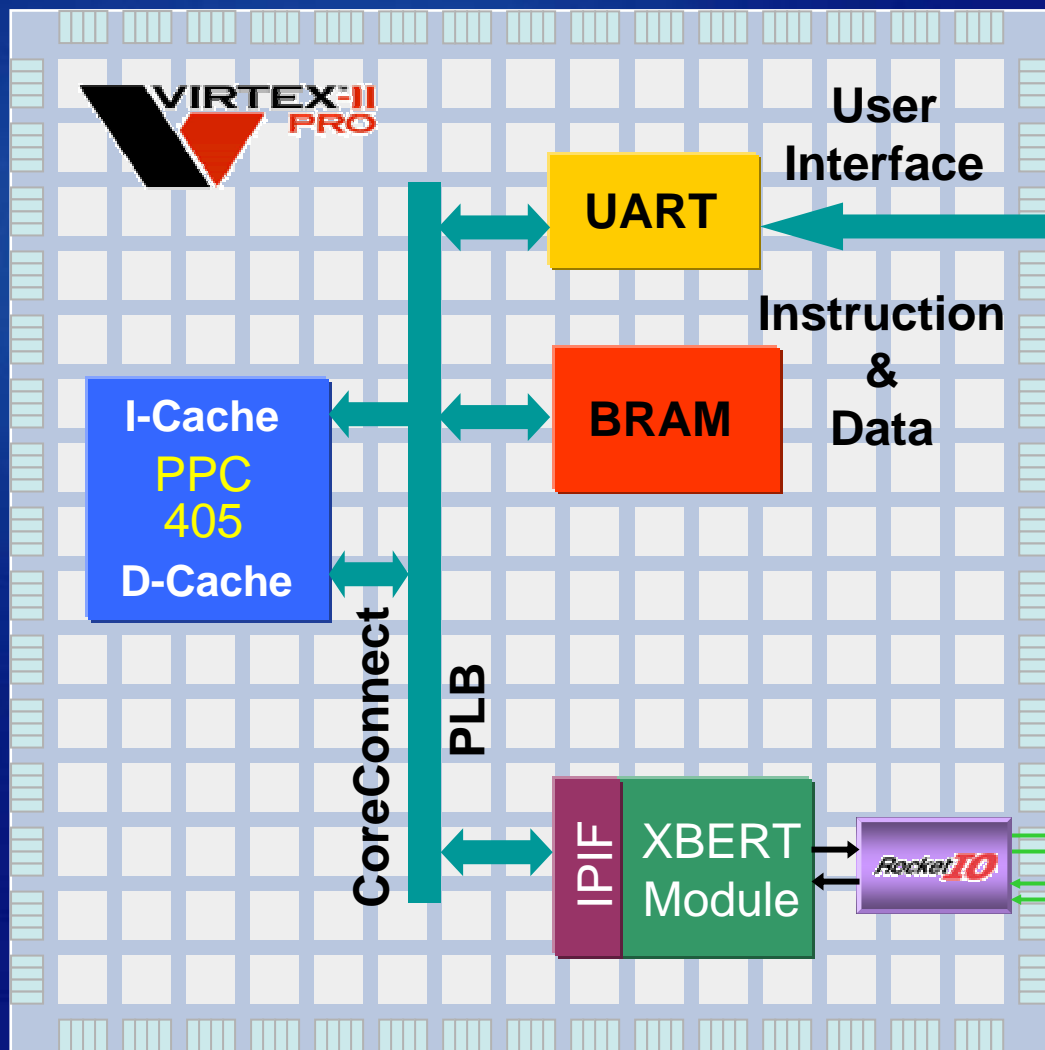 VIRTEX-II
PRO
User
Interface
UART
Instruction
&
Data
BRAM
I-Cache
PPC
405
D-Cache
CoreConnect
PLB
IPIF
XBERT
Module
RocketIO